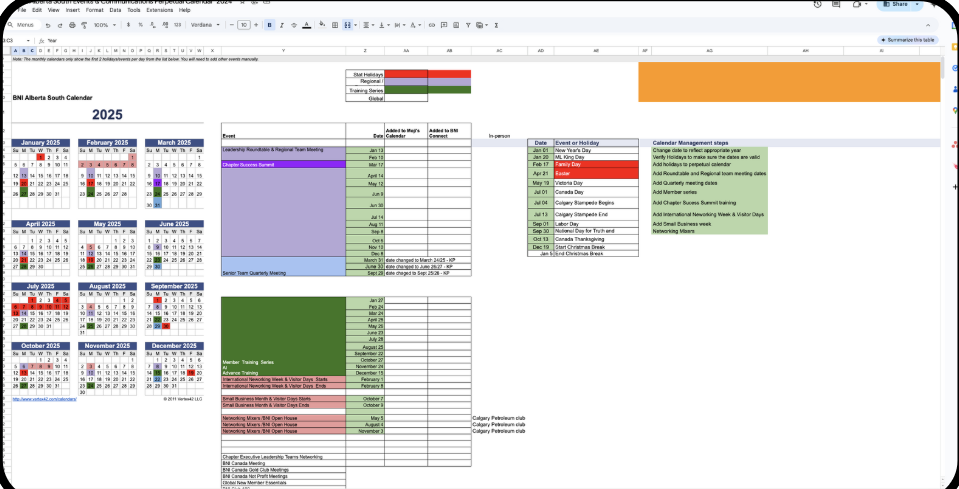 Alberta South Events & Communications Perpetual Calendar 2024
File Edit View Insert Format Data Tools Extensions Help
Share
Menus 100% $ % .0 .00 123 Verdana 10 B I A
Year
Summarize this table
Note: The monthly calendars only show the first 2 holidays/events per day from the list below. You will need to add other events manually.
Stat Holidays
Regional /
Training Series
Global
BNI Alberta South Calendar
2025
Event Date Added to Maji's Calendar Added to BNI Connect In-person
Leadership Roundtable & Regional Team Meeting Jan 13
Feb 10
Chapter Success Summit Mar 17
April 14
May 12
Jun 9
Jun 30
Jul 14
Aug 11
Sep 8
Oct 6
Nov 10
Dec 8
March 31 date changed to March 24/25 - KP
June 30 date changed to June 26/27 - KP
Senior Team Quarterly Meeting Sept 29 date chaged to Sept 25/26 - KP
Date Event or Holiday
Jan 01 New Year's Day
Jan 20 ML King Day
Feb 17 Family Day
Apr 21 Easter
May 19 Victoria Day
Jul 01 Canada Day
Jul 04 Calgary Stampede Begins
Jul 13 Calgary Stampede End
Sep 01 Labor Day
Sep 30 National Day for Truth and
Oct 13 Canada Thanksgiving
Dec 19 Start Christmas Break
Jan 5 End Christmas Break
Calendar Management steps
Change date to reflect appropriate year
Verify Holidays to make sure the dates are valid
Add holidays to perpetual calendar
Add Roundtable and Regional team meeting dates
Add Quarterly meeting dates
Add Member series
Add Chapter Sucess Summit training
Add International Neworking Week & Visitor Days
Add Small Business week
Networking Mixers
January 2025 February 2025 March 2025
Su M Tu W Th F Sa Su M Tu W Th F Sa Su M Tu W Th F Sa
1 2 3 4 1 1
5 6 7 8 9 10 11 2 3 4 5 6 7 8 2 3 4 5 6 7 8
12 13 14 15 16 17 18 9 10 11 12 13 14 15 9 10 11 12 13 14 15
19 20 21 22 23 24 25 16 17 18 19 20 21 22 16 17 18 19 20 21 22
26 27 28 29 30 31 23 24 25 26 27 28 23 24 25 26 27 28 29
30 31
April 2025 May 2025 June 2025
Su M Tu W Th F Sa Su M Tu W Th F Sa Su M Tu W Th F Sa
1 2 3 4 5 1 2 3 1 2 3 4 5 6 7
6 7 8 9 10 11 12 4 5 6 7 8 9 10 8 9 10 11 12 13 14
13 14 15 16 17 18 19 11 12 13 14 15 16 17 15 16 17 18 19 20 21
20 21 22 23 24 25 26 18 19 20 21 22 23 24 22 23 24 25 26 27 28
27 28 29 30 25 26 27 28 29 30 31 29 30
July 2025 August 2025 September 2025
Su M Tu W Th F Sa Su M Tu W Th F Sa Su M Tu W Th F Sa
1 2 3 4 5 1 2 1 2 3 4 5 6
6 7 8 9 10 11 12 3 4 5 6 7 8 9 7 8 9 10 11 12 13
13 14 15 16 17 18 19 10 11 12 13 14 15 16 14 15 16 17 18 19 20
20 21 22 23 24 25 26 17 18 19 20 21 22 23 21 22 23 24 25 26 27
27 28 29 30 31 24 25 26 27 28 29 30 28 29 30
31
October 2025 November 2025 December 2025
Su M Tu W Th F Sa Su M Tu W Th F Sa Su M Tu W Th F Sa
1 2 3 4 1 1 2 3 4 5 6
5 6 7 8 9 10 11 2 3 4 5 6 7 8 7 8 9 10 11 12 13
12 13 14 15 16 17 18 9 10 11 12 13 14 15 14 15 16 17 18 19 20
19 20 21 22 23 24 25 16 17 18 19 20 21 22 21 22 23 24 25 26 27
26 27 28 29 30 31 23 24 25 26 27 28 29 28 29 30 31
30
http://www.vertex42.com/calendars/ © 2011 Vertex42 LLC
Jan 27
Feb 24
Mar 24
April 28
May 26
June 23
July 28
August 25
September 22
Member Training Series October 27
AI November 24
Advance Training December 15
International Neworking Week & Visitor Days Starts February 1
International Neworking Week & Visitor Days Ends February 8
Small Business Month & Visitor Days Starts October 7
Small Business Month & Visitor Days Ends October 9
Networking Mixers /BNI Open House May 5 Calgary Petroleum club
Networking Mixers /BNI Open House August 4 Calgary Petroleum club
Networking Mixers /BNI Open House November 3 Calgary Petroleum club
Chapter Executive Leadership Teams Networking
BNI Canada Meeting
BNI Canada Gold Club Meetings
BNI Canada Not Profit Meetings
Global New Member Essentials